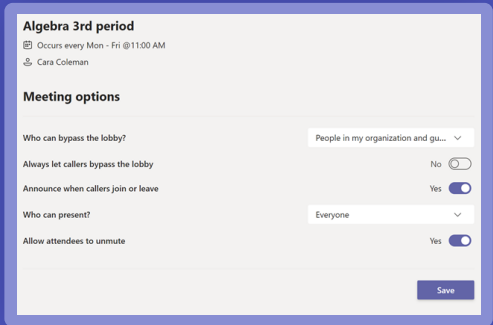 Algebra 3rd period
Occurs every Mon - Fri @11:00 AM
Cara Coleman
Meeting options
Who can bypass the lobby? People in my organization and gu...
Always let callers bypass the lobby No
Announce when callers join or leave Yes
Who can present? Everyone
Allow attendees to unmute Yes
Save